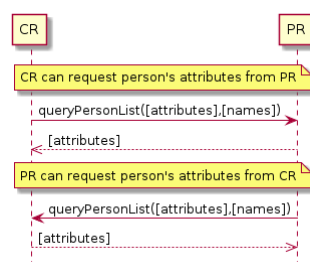 CR PR
CR can request person's attributes from PR
queryPersonList([attributes],[names])
[attributes]
PR can request person's attributes from CR
queryPersonList([attributes],[names])
[attributes]